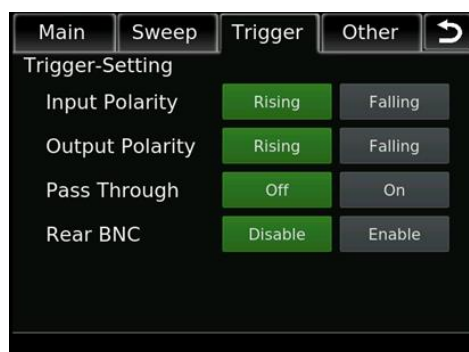 Main Sweep Trigger Other
Trigger-Setting
Input Polarity Rising Falling
Output Polarity Rising Falling
Pass Through Off On
Rear BNC Disable Enable